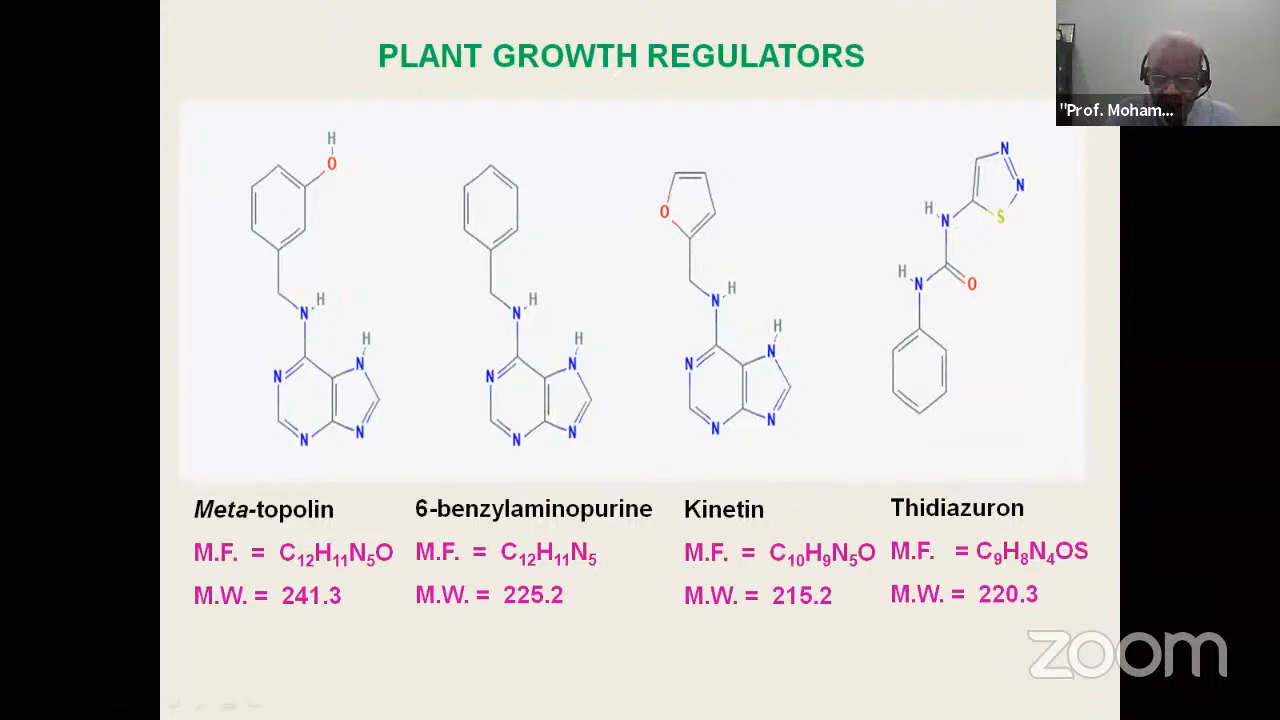 PLANT GROWTH REGULATORS
"Prof. Moham...
H
O
N
H
N
H
N
N
N
N
H
N
H
N
N
N
O
N
H
N
H
N
N
N
N
N
S
H
N
H
N
O
Meta-topolin
M.F. = C₁₂H₁₁N₅O
M.W. = 241.3
6-benzylaminopurine
M.F. = C₁₂H₁₁N₅
M.W. = 225.2
Kinetin
M.F. = C₁₀H₉N₅O
M.W. = 215.2
Thidiazuron
M.F. = C₉H₈N₄OS
M.W. = 220.3
zoom